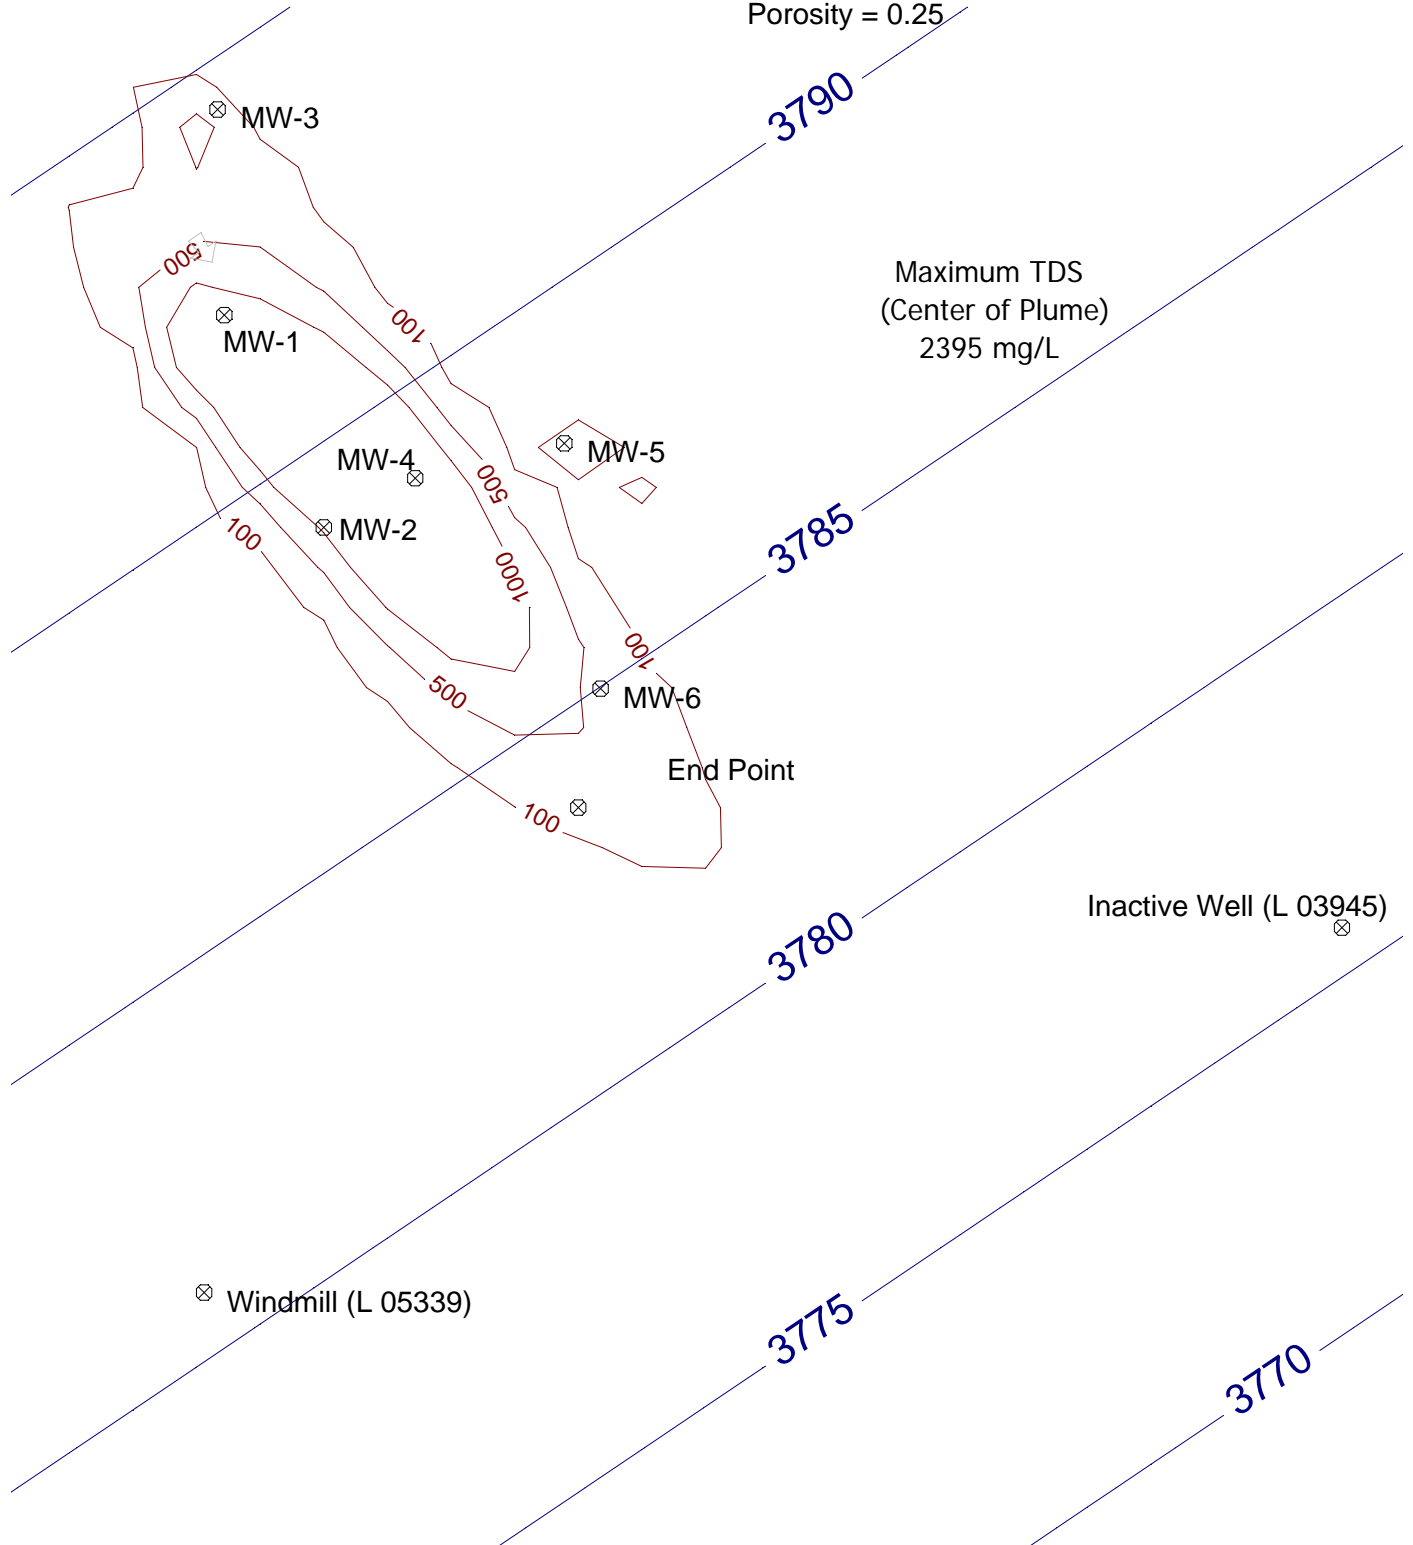 Porosity = 0.25
3790
MW-3
500
Maximum TDS
(Center of Plume)
2395 mg/L
100
MW-1
MW-5
MW-4
500
MW-2
100
3785
1000
100
500
MW-6
End Point
100
Inactive Well (L 03945)
3780
Windmill (L 05339)
3775
3770